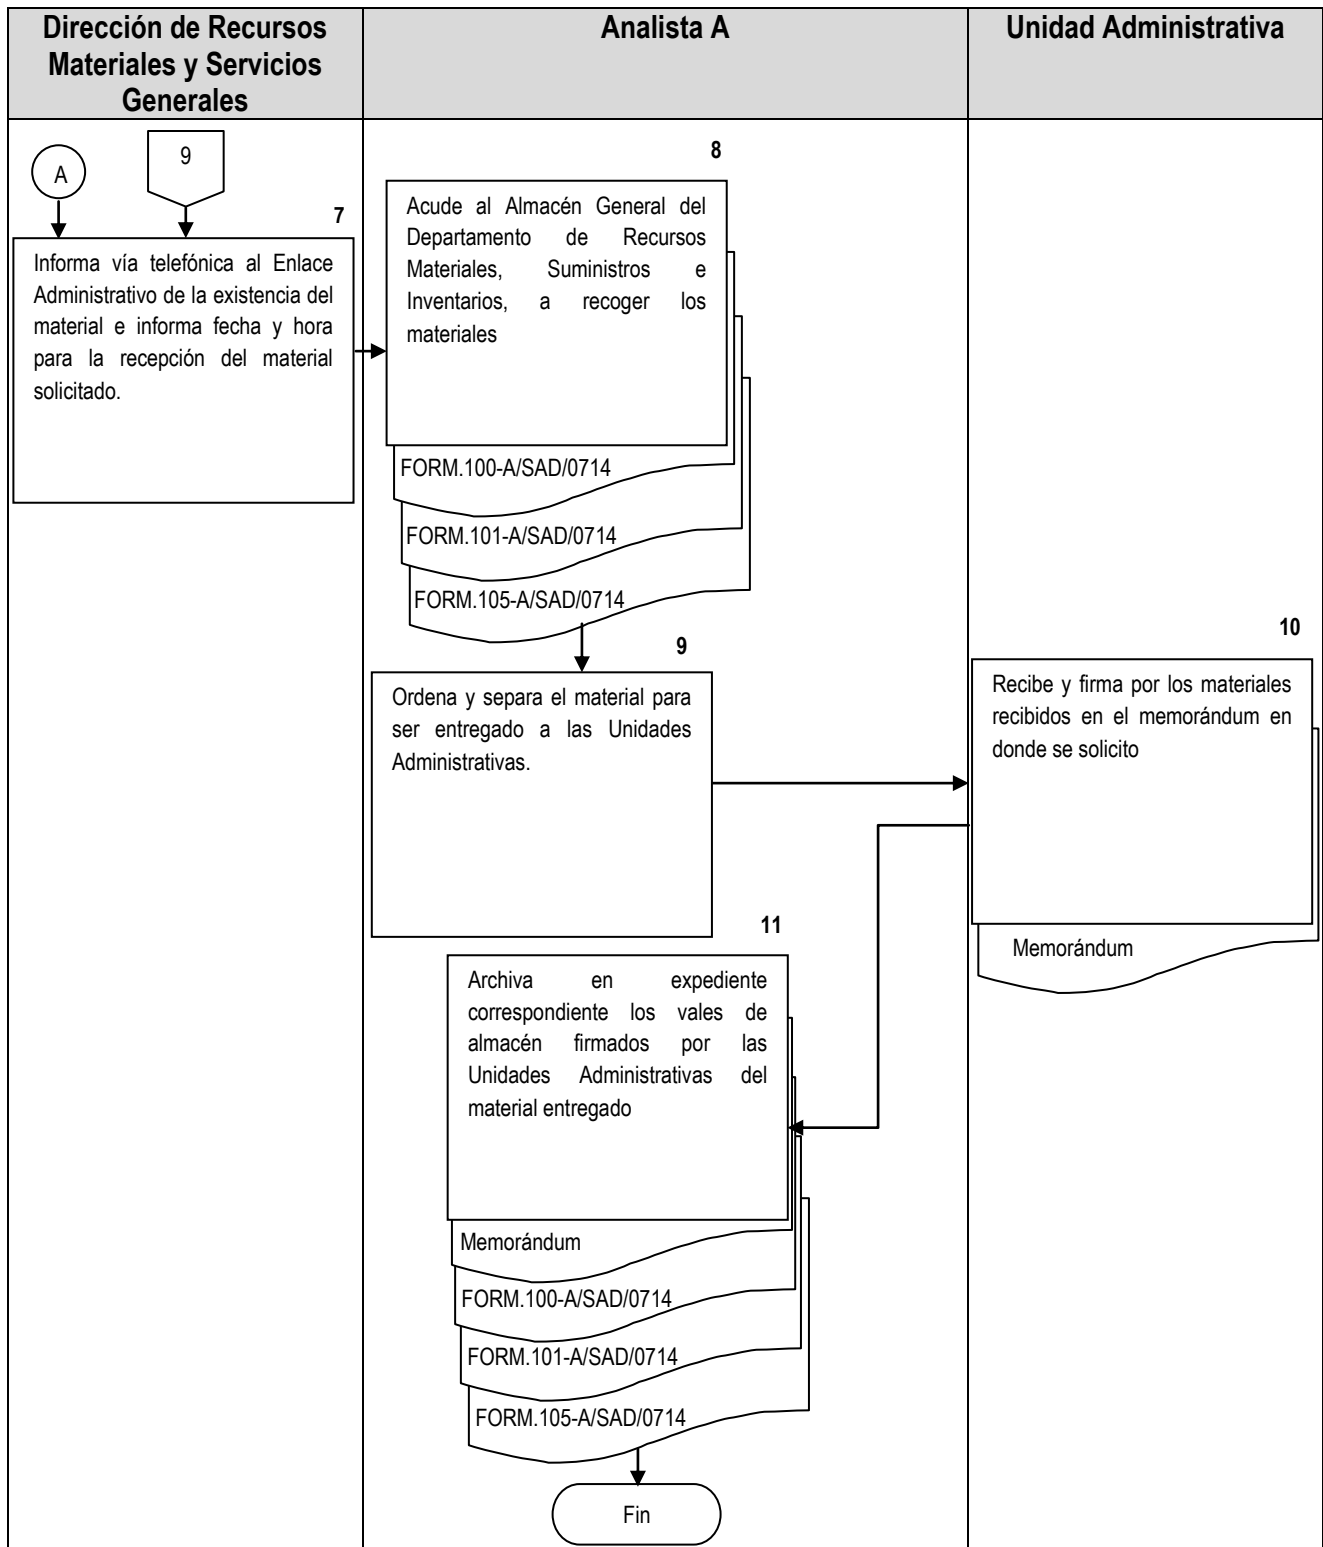 Dirección de Recursos
Materiales y Servicios
Generales
Analista A
Unidad Administrativa
A
9
7
Informa vía telefónica al Enlace
Administrativo de la existencia del
material e informa fecha y hora
para la recepción del material
solicitado.
8
Acude al Almacén General del
Departamento de Recursos
Materiales, Suministros e
Inventarios, a recoger los
materiales
FORM.100-A/SAD/0714
FORM.101-A/SAD/0714
FORM.105-A/SAD/0714
9
Ordena y separa el material para
ser entregado a las Unidades
Administrativas.
10
Recibe y firma por los materiales
recibidos en el memorándum en
donde se solicito
Memorándum
11
Archiva en expediente
correspondiente los vales de
almacén firmados por las
Unidades Administrativas del
material entregado
Memorándum
FORM.100-A/SAD/0714
FORM.101-A/SAD/0714
FORM.105-A/SAD/0714
Fin